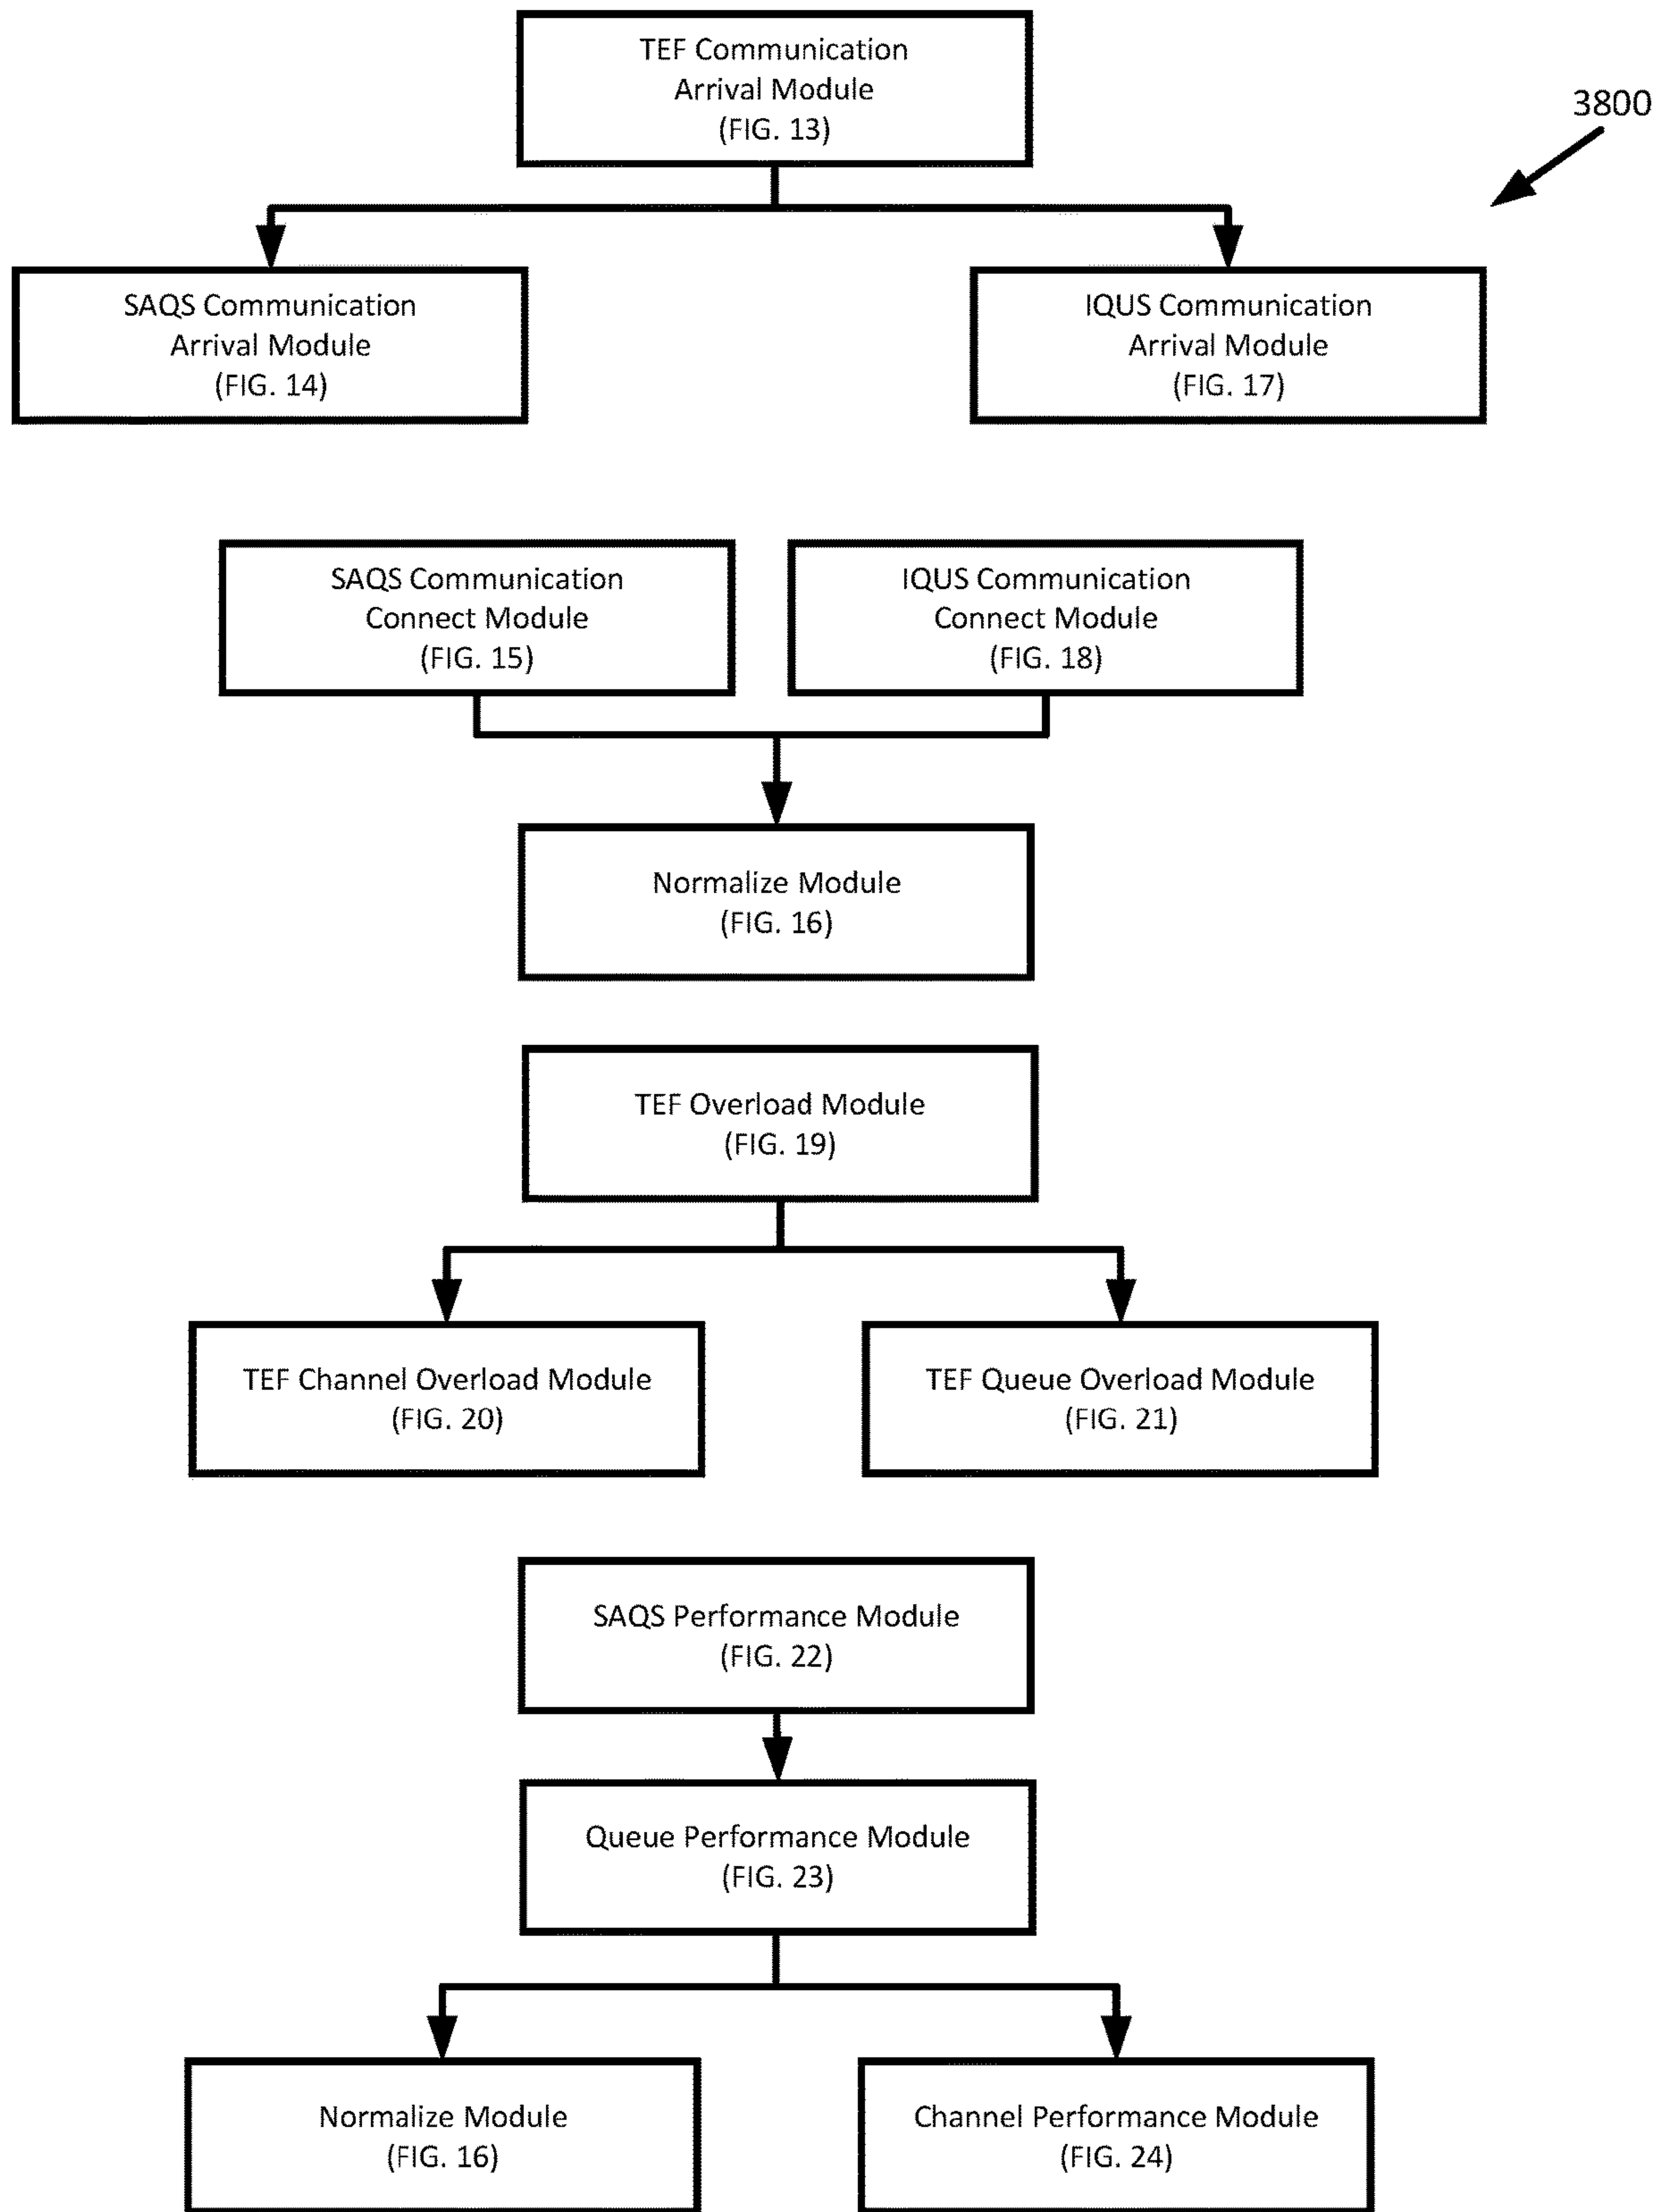 TEF Communication
Arrival Module
(FIG. 13)
3800
SAQS Communication
Arrival Module
(FIG. 14)
IQUS Communication
Arrival Module
(FIG. 17)
SAQS Communication
Connect Module
(FIG. 15)
IQUS Communication
Connect Module
(FIG. 18)
Normalize Module
(FIG. 16)
TEF Overload Module
(FIG. 19)
TEF Channel Overload Module
(FIG. 20)
TEF Queue Overload Module
(FIG. 21)
SAQS Performance Module
(FIG. 22)
Queue Performance Module
(FIG. 23)
Normalize Module
(FIG. 16)
Channel Performance Module
(FIG. 24)